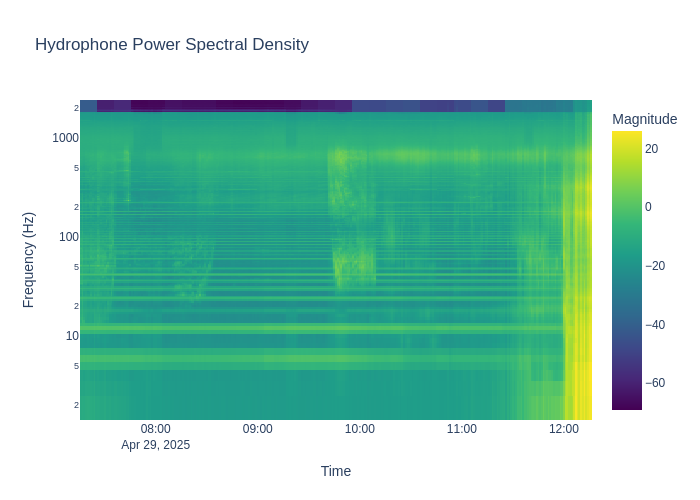 Hydrophone Power Spectral Density
Magnitude
20
0
−20
−40
−60
2
1000
5
2
100
5
2
10
5
2
Frequency (Hz)
08:00 09:00 10:00 11:00 12:00
Apr 29, 2025
Time